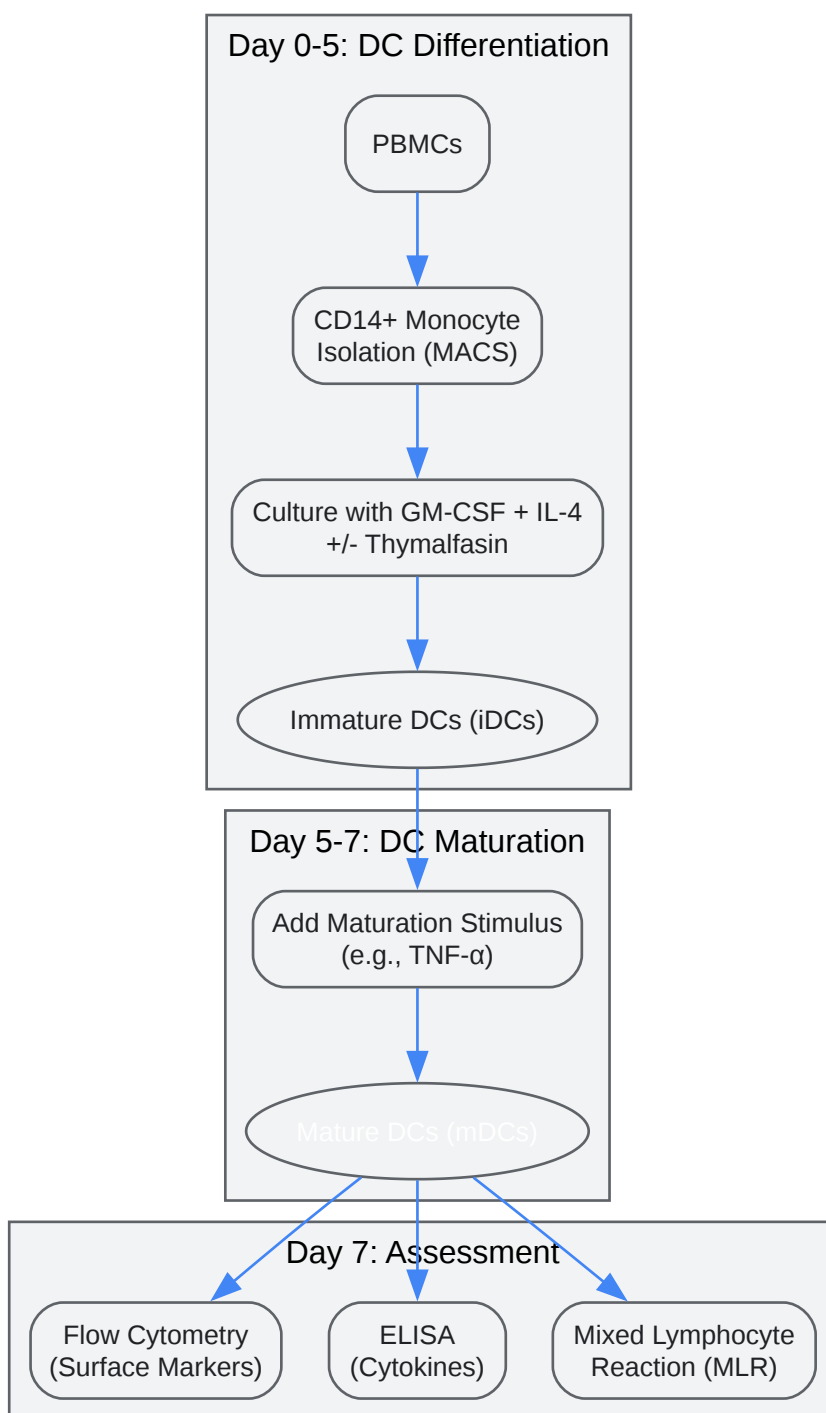 Day 0-5: DC Differentiation
PBMCs
CD14+ Monocyte
Isolation (MACS)
Culture with GM-CSF + IL-4
+/- Thymalfasin
Immature DCs (iDCs)
Day 5-7: DC Maturation
Add Maturation Stimulus
(e.g., TNF-α)
Mature DCs (mDCs)
Day 7: Assessment
Flow Cytometry
(Surface Markers)
ELISA
(Cytokines)
Mixed Lymphocyte
Reaction (MLR)